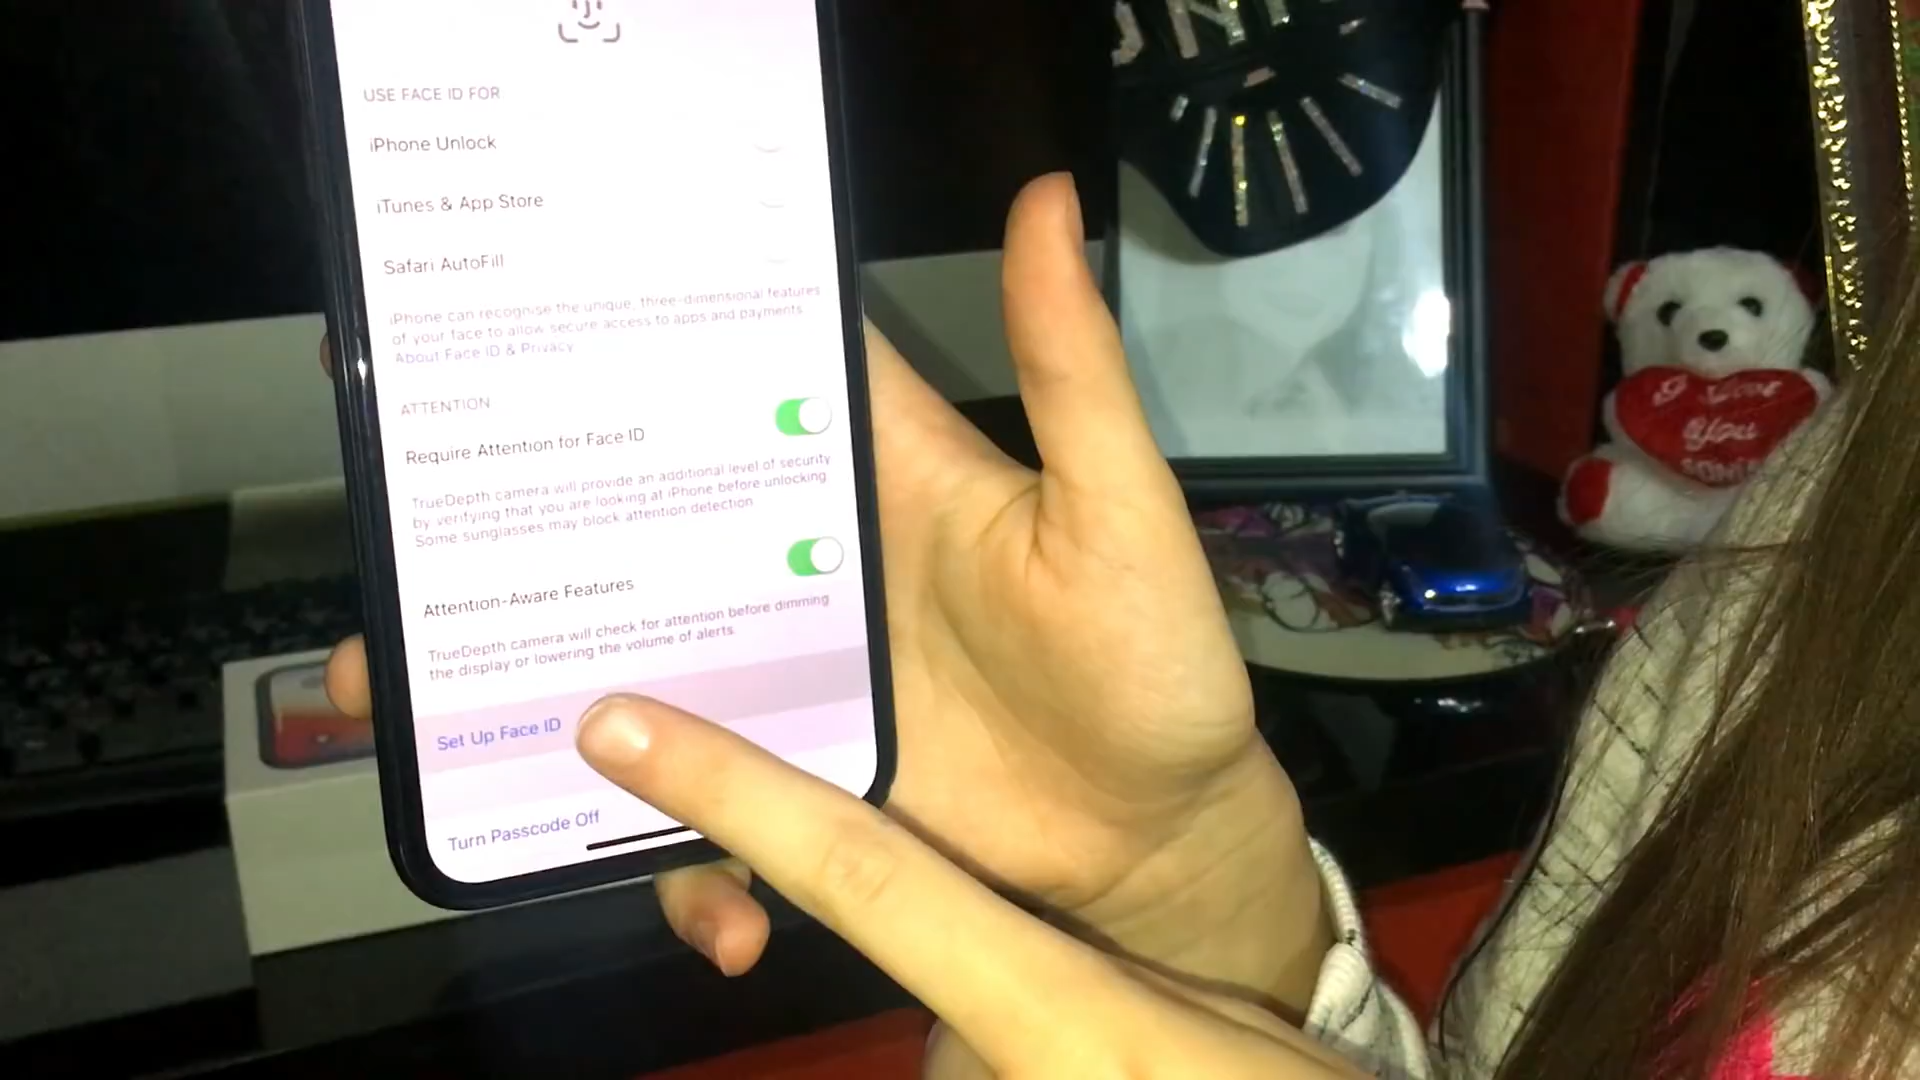 USE FACE ID FOR
iPhone Unlock
iTunes & App Store
Safari AutoFill
iPhone can recognise the unique, three-dimensional features
of your face to allow secure access to apps and payments.
About Face ID & Privacy
ATTENTION
Require Attention for Face ID
TrueDepth camera will provide an additional level of security
by verifying that you are looking at iPhone before unlocking.
Some sunglasses may block attention detection.
Attention-Aware Features
TrueDepth camera will check for attention before dimming
the display or lowering the volume of alerts.
Set Up Face ID
Turn Passcode Off
I Love
You